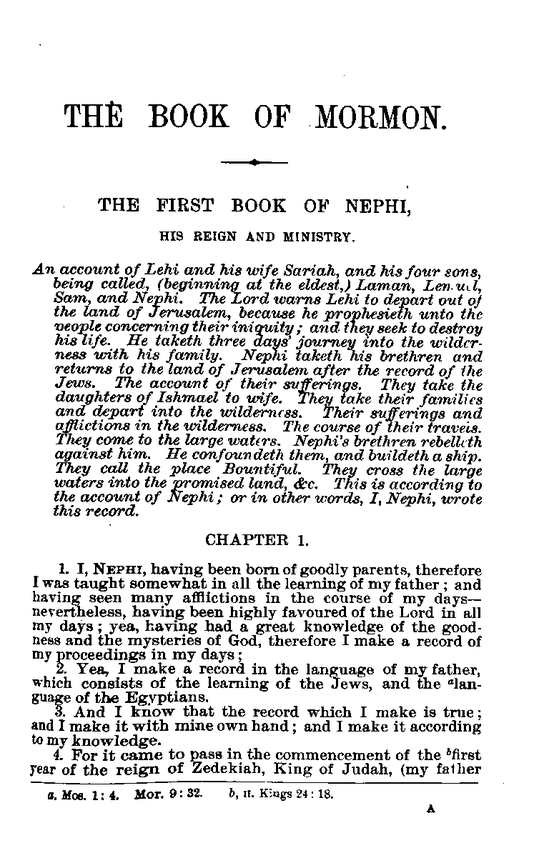 THE BOOK OF MORMON.
THE FIRST BOOK OF NEPHI,
HIS REIGN AND MINISTRY.
An account of Lehi and his wife Sariah, and his four sons,
being called, (beginning at the eldest,) Laman, Lemuel,
Sam, and Nephi. The Lord warns Lehi to depart out of
the land of Jerusalem, because he prophesieth unto the
people concerning their iniquity; and they seek to destroy
his life. He taketh three days' journey into the wilder-
ness with his family. Nephi taketh his brethren and
returns to the land of Jerusalem after the record of the
Jews. The account of their sufferings. They take the
daughters of Ishmael to wife. They take their families
and depart into the wilderness. Their sufferings and
afflictions in the wilderness. The course of their travels.
They come to the large waters. Nephi's brethren rebelleth
against him. He confoundeth them, and buildeth a ship.
They call the place Bountiful. They cross the large
waters into the promised land, &c. This is according to
the account of Nephi; or in other words, I, Nephi, wrote
this record.
CHAPTER 1.
1. I, NEPHI, having been born of goodly parents, therefore
I was taught somewhat in all the learning of my father; and
having seen many afflictions in the course of my days—
nevertheless, having been highly favoured of the Lord in all
my days; yea, having had a great knowledge of the good-
ness and the mysteries of God, therefore I make a record of
my proceedings in my days;
2. Yea, I make a record in the language of my father,
which consists of the learning of the Jews, and the ᵃlan-
guage of the Egyptians.
3. And I know that the record which I make is true;
and I make it with mine own hand; and I make it according
to my knowledge.
4. For it came to pass in the commencement of the ᵇfirst
year of the reign of Zedekiah, King of Judah, (my father
a, Mos. 1:4. Mor. 9:32. b, II. Kings 24:18.
A